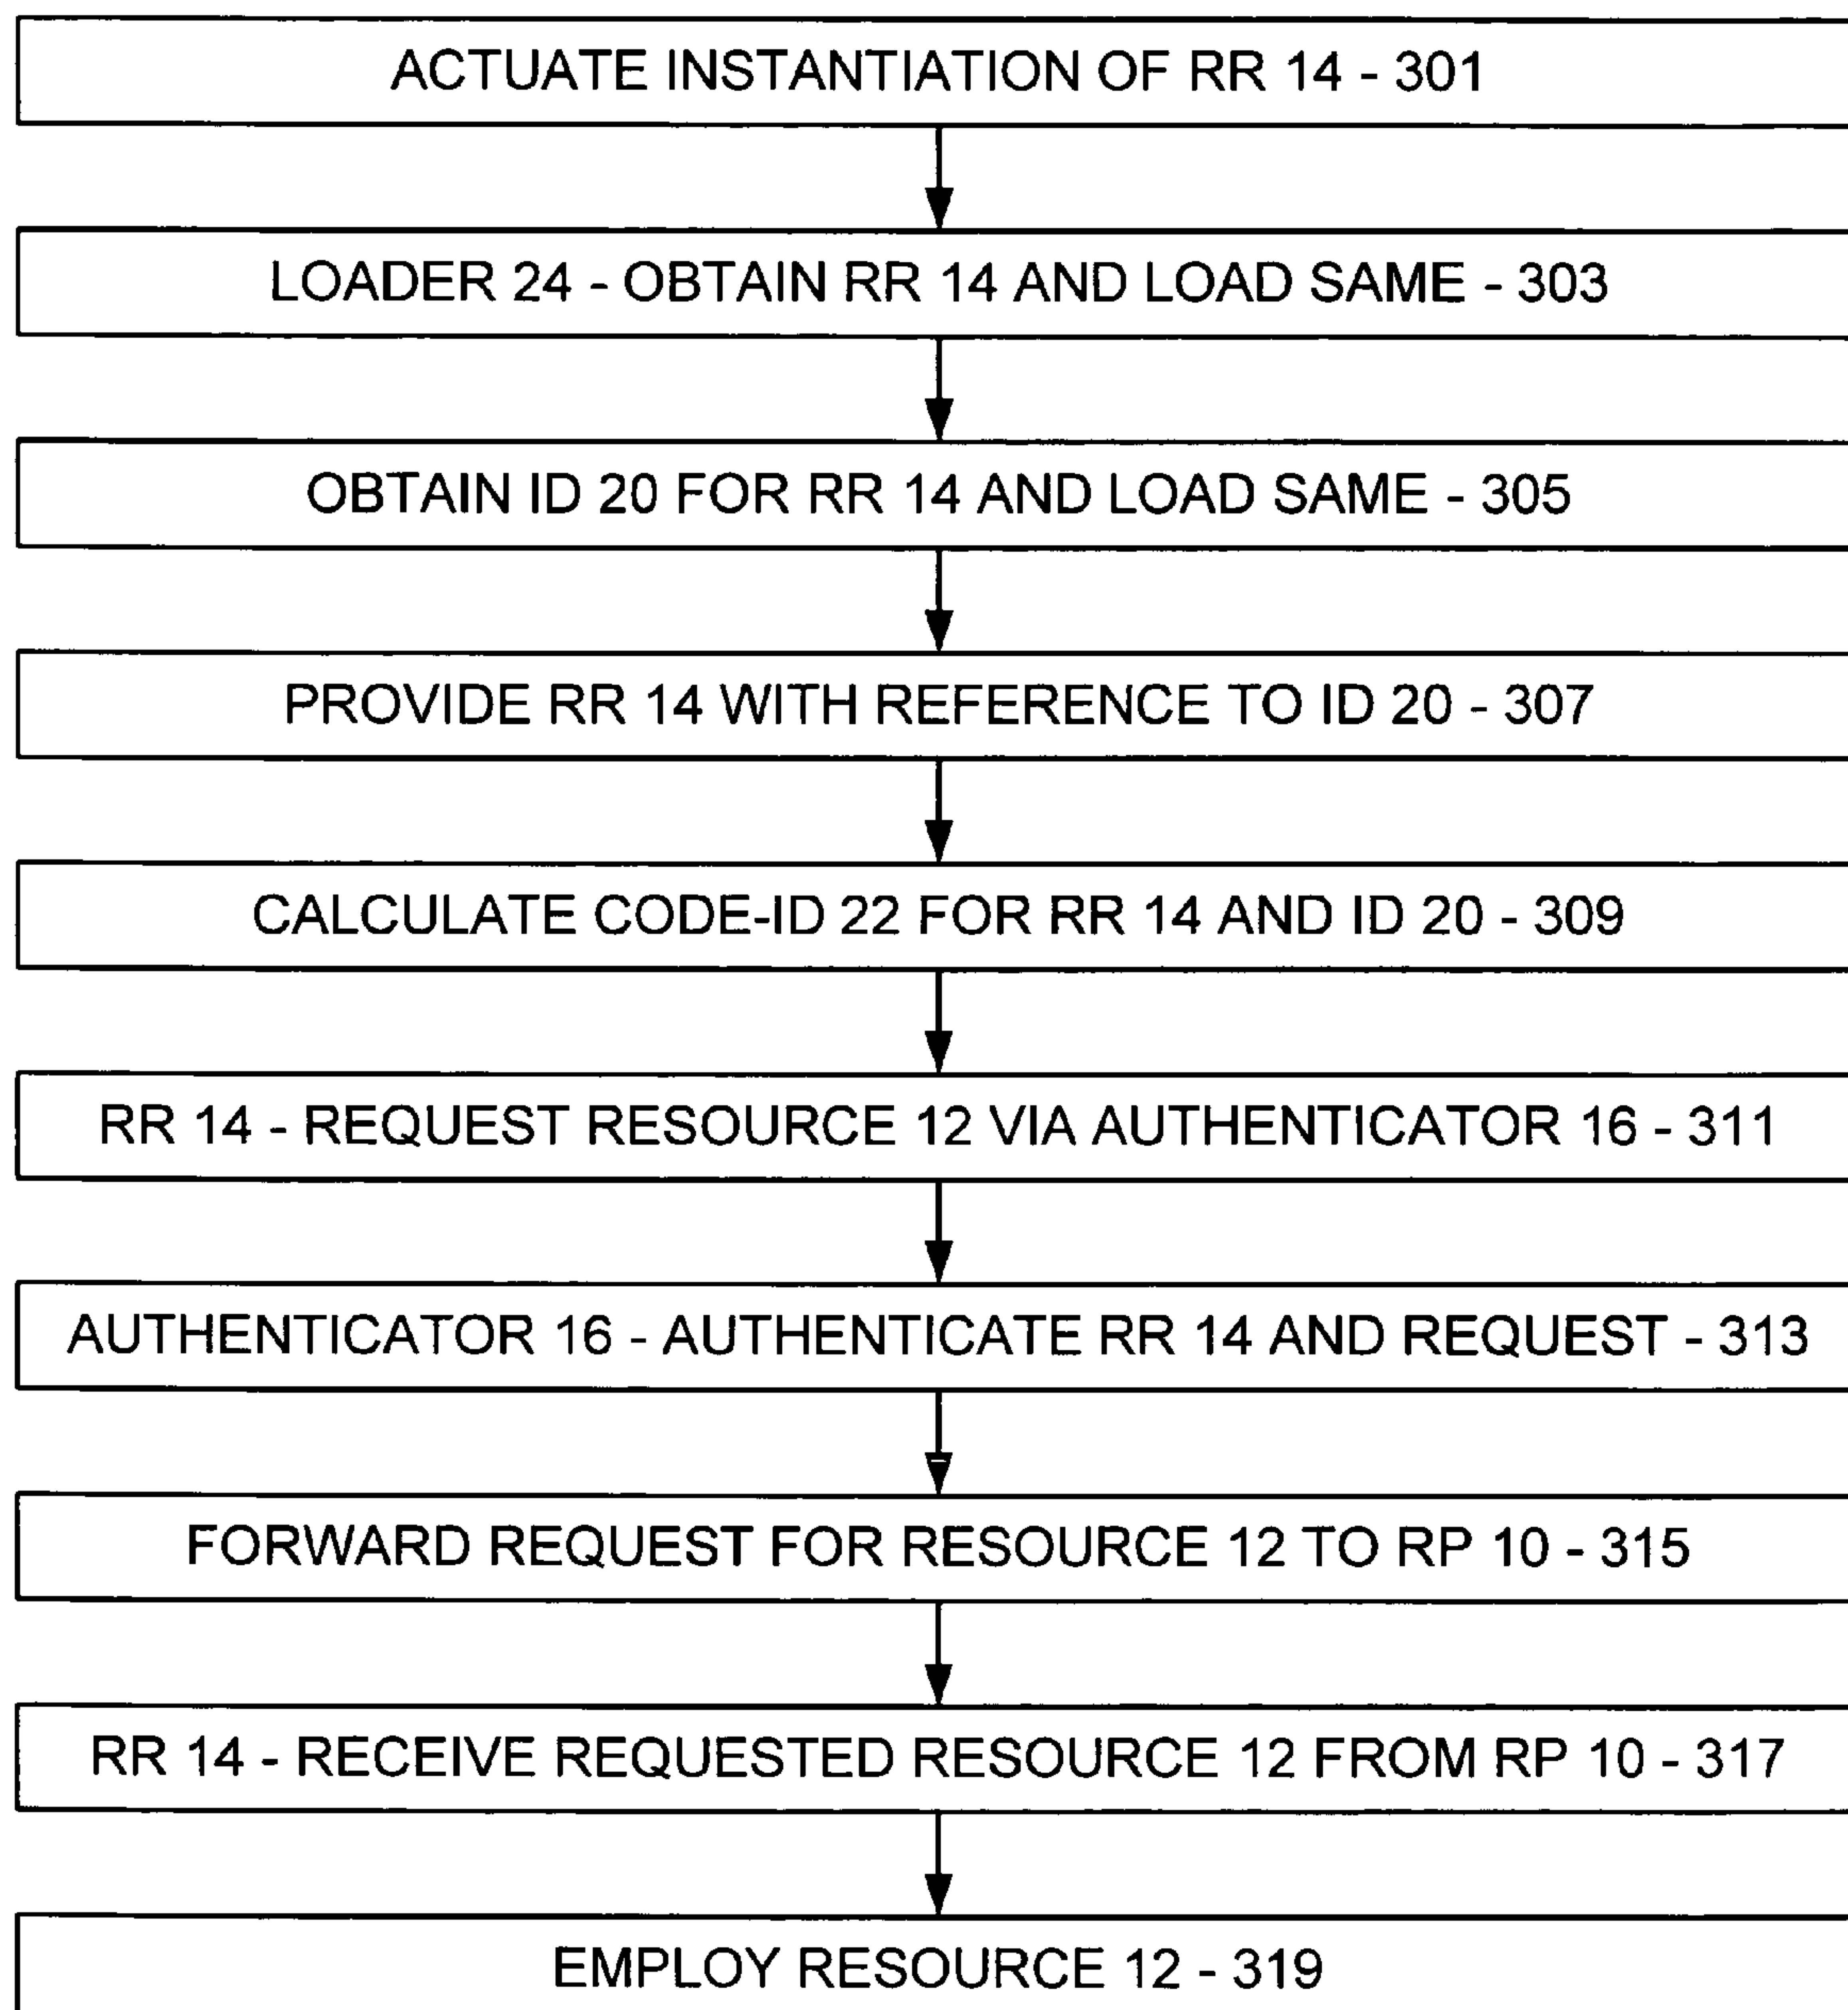 ACTUATE INSTANTIATION OF RR 14 - 301
LOADER 24 - OBTAIN RR 14 AND LOAD SAME - 303
OBTAIN ID 20 FOR RR 14 AND LOAD SAME - 305
PROVIDE RR 14 WITH REFERENCE TO ID 20 - 307
CALCULATE CODE-ID 22 FOR RR 14 AND ID 20 - 309
RR 14 - REQUEST RESOURCE 12 VIA AUTHENTICATOR 16 - 311
AUTHENTICATOR 16 - AUTHENTICATE RR 14 AND REQUEST - 313
FORWARD REQUEST FOR RESOURCE 12 TO RP 10 - 315
RR 14 - RECEIVE REQUESTED RESOURCE 12 FROM RP 10 - 317
EMPLOY RESOURCE 12 - 319